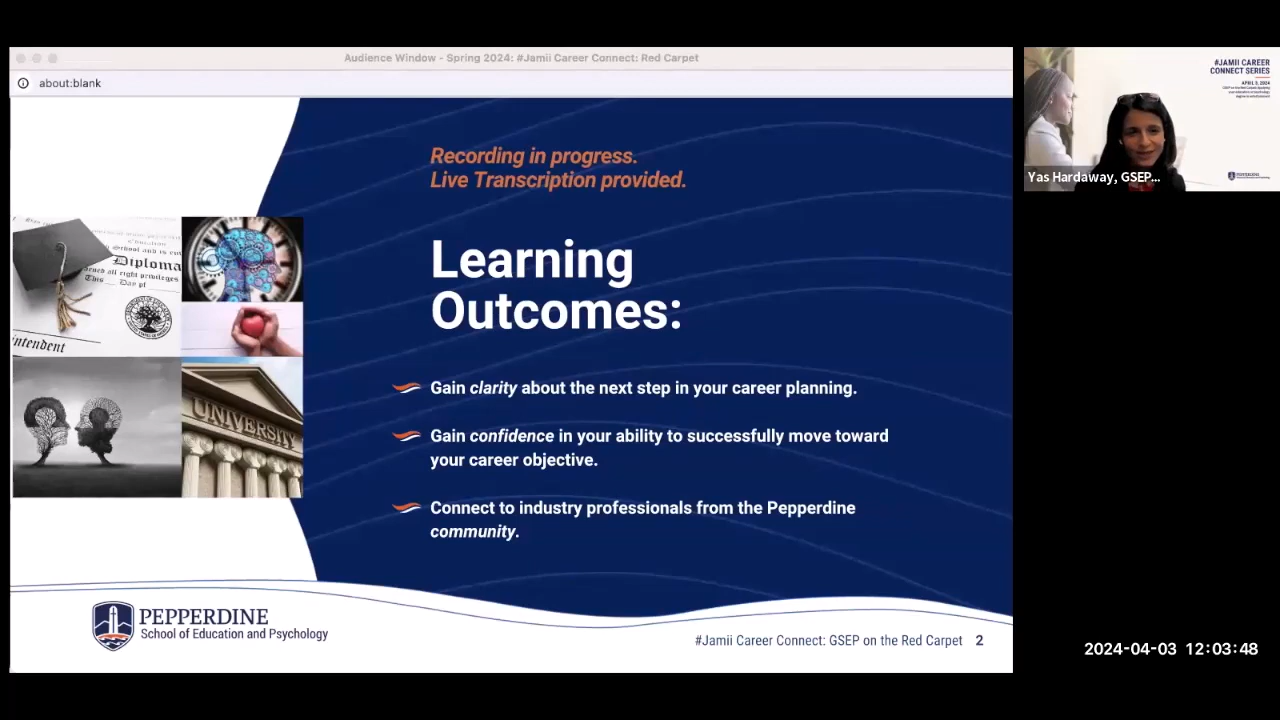 Audience Window - Spring 2024: #Jamii Career Connect: Red Carpet
about:blank
Recording in progress.
Live Transcription provided.
Learning
Outcomes:
Gain clarity about the next step in your career planning.
Gain confidence in your ability to successfully move toward
your career objective.
Connect to industry professionals from the Pepperdine
community.
Diploma
intendent
UNIVERSITY
PEPPERDINE
School of Education and Psychology
#Jamii Career Connect: GSEP on the Red Carpet 2
#JAMII CAREER
CONNECT SERIES
APRIL 3, 2024
Yas Hardaway, GSEP...
2024-04-03 12:03:48